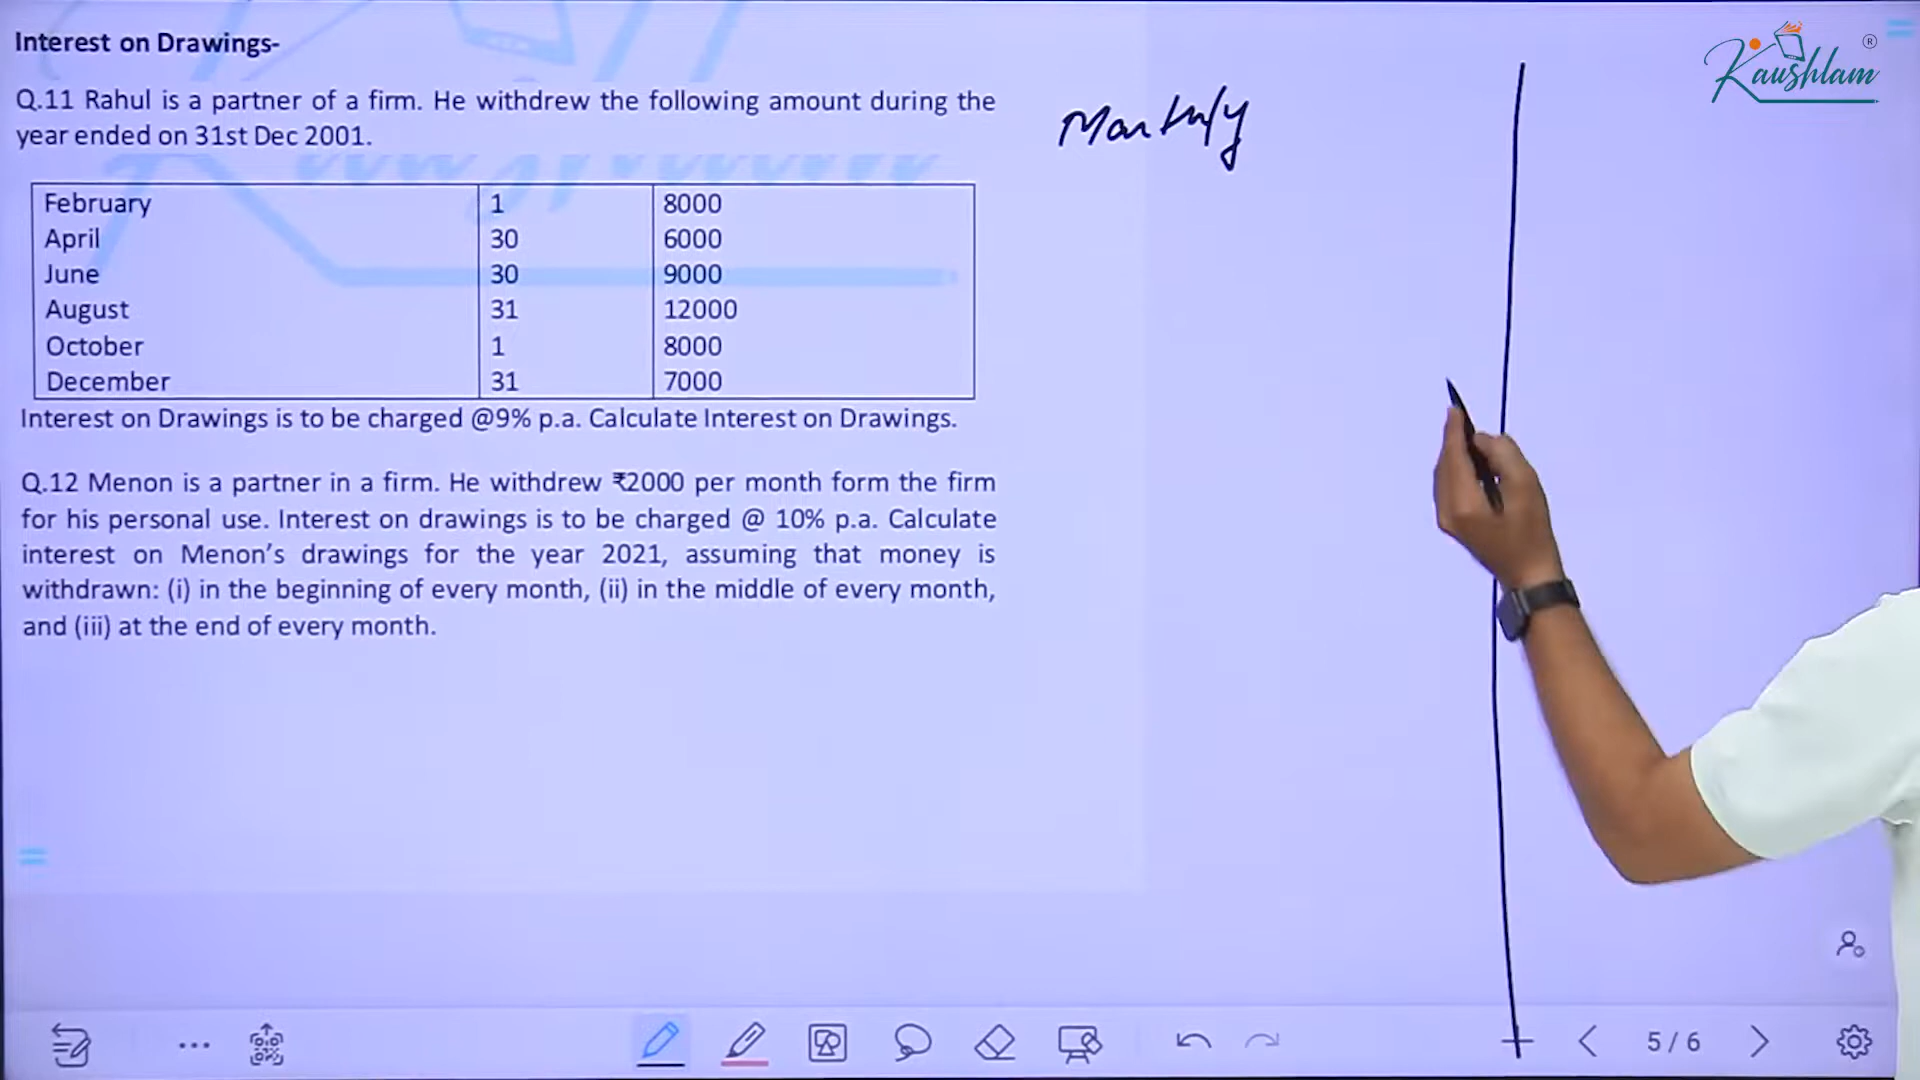 Interest on Drawings-
Q.11 Rahul is a partner of a firm. He withdrew the following amount during the
year ended on 31st Dec 2001.
February 1 8000
April 30 6000
June 30 9000
August 31 12000
October 1 8000
December 31 7000
Interest on Drawings is to be charged @9% p.a. Calculate Interest on Drawings.
Q.12 Menon is a partner in a firm. He withdrew ₹2000 per month form the firm
for his personal use. Interest on drawings is to be charged @ 10% p.a. Calculate
interest on Menon’s drawings for the year 2021, assuming that money is
withdrawn: (i) in the beginning of every month, (ii) in the middle of every month,
and (iii) at the end of every month.
Monthly
Kaushlam ®
5 / 6